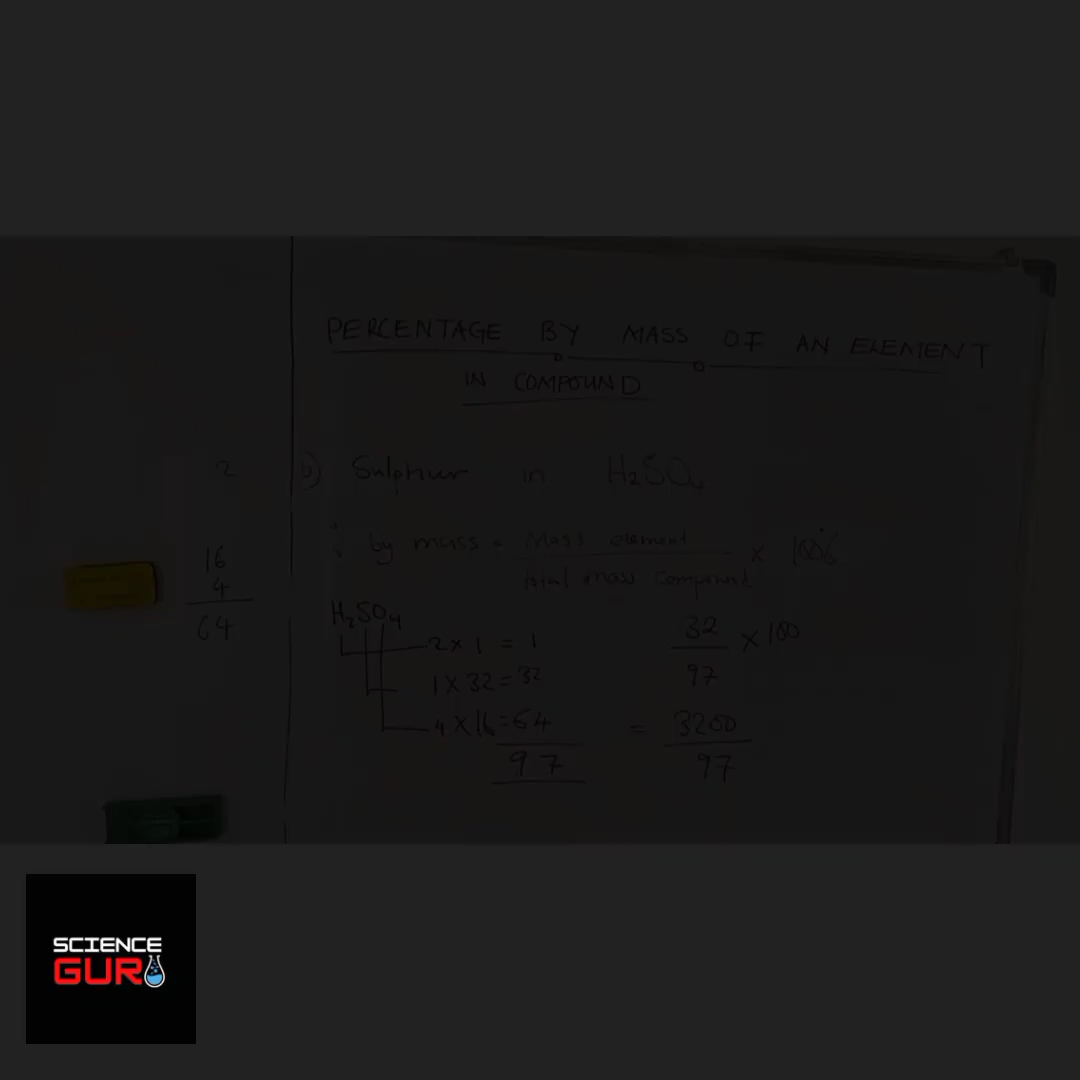 PERCENTAGE BY MASS OF AN ELEMENT
IN COMPOUND
b) Sulphur in H₂SO₄
% by mass = Mass element / total mass compound × 100%
H₂SO₄
2 × 1 = 1
1 × 32 = 32
4 × 16 = 64
97
32 / 97 × 100
= 3200 / 97
2
16
4
64
SCIENCE
GURU